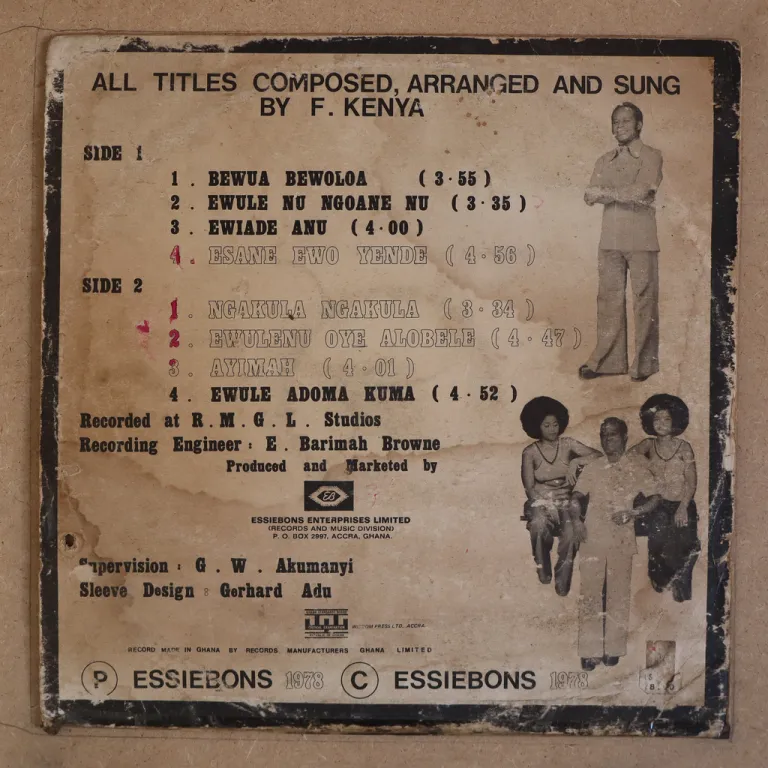 ALL TITLES COMPOSED, ARRANGED AND SUNG
BY F. KENYA
SIDE 1
1 . BEWUA BEWOLOA ( 3·55 )
2 . EWULE NU NGOANE NU ( 3·35 )
3 . EWIADE ANU ( 4·00 )
4 . ESANE EWO YENDE ( 4·56 )
SIDE 2
1 . NGAKULA NGAKULA ( 3·34 )
2 . EWULENU OYE ALOBELE ( 4·47 )
3 . AYIMAH ( 4·01 )
4 . EWULE ADOMA KUMA ( 4·52 )
Recorded at R . M . G . L . Studios
Recording Engineer : E . Barimah Browne
Produced and Marketed by
EB
ESSIEBONS ENTERPRISES LIMITED
(RECORDS AND MUSIC DIVISION)
P. O. BOX 2997, ACCRA, GHANA.
Supervision : G . W . Akumanyi
Sleeve Design : Gerhard Adu
PRESS LTD., ACCRA
RECORD MADE IN GHANA BY RECORDS MANUFACTURERS GHANA LIMITED
P ESSIEBONS 1978 C ESSIEBONS 1978